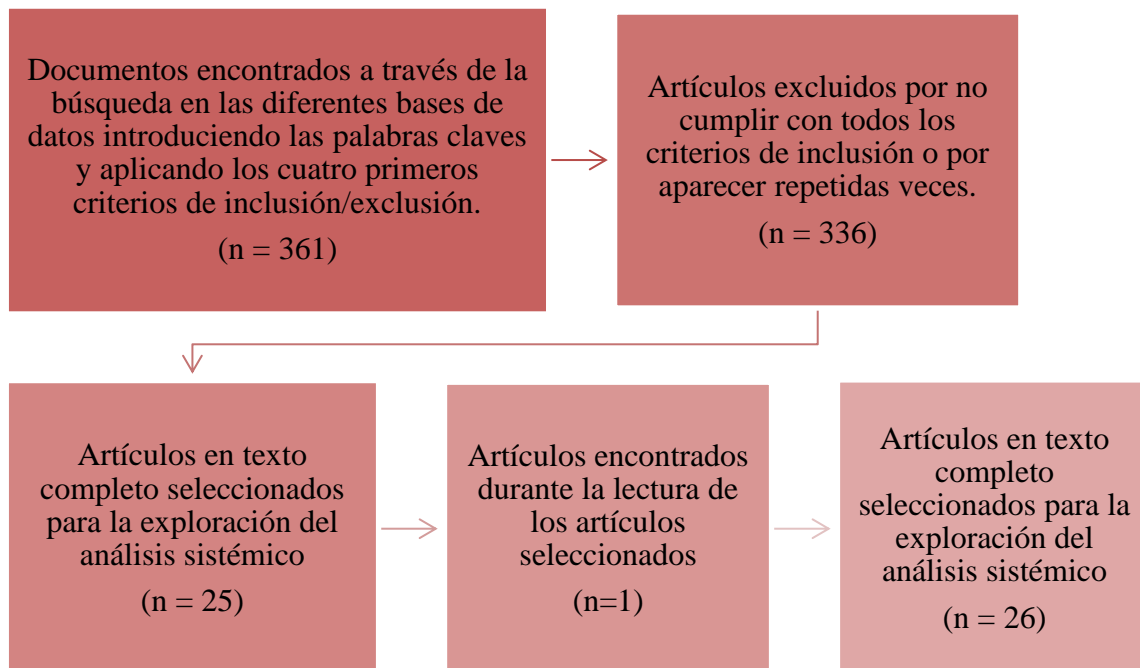 Documentos encontrados a través de la
búsqueda en las diferentes bases de
datos introduciendo las palabras claves
y aplicando los cuatro primeros
criterios de inclusión/exclusión.
(n = 361)
Artículos excluidos por no
cumplir con todos los
criterios de inclusión o por
aparecer repetidas veces.
(n = 336)
Artículos en texto
completo seleccionados
para la exploración del
análisis sistémico
(n = 25)
Artículos encontrados
durante la lectura de
los artículos
seleccionados
(n=1)
Artículos en texto
completo
seleccionados para la
exploración del
análisis sistémico
(n = 26)